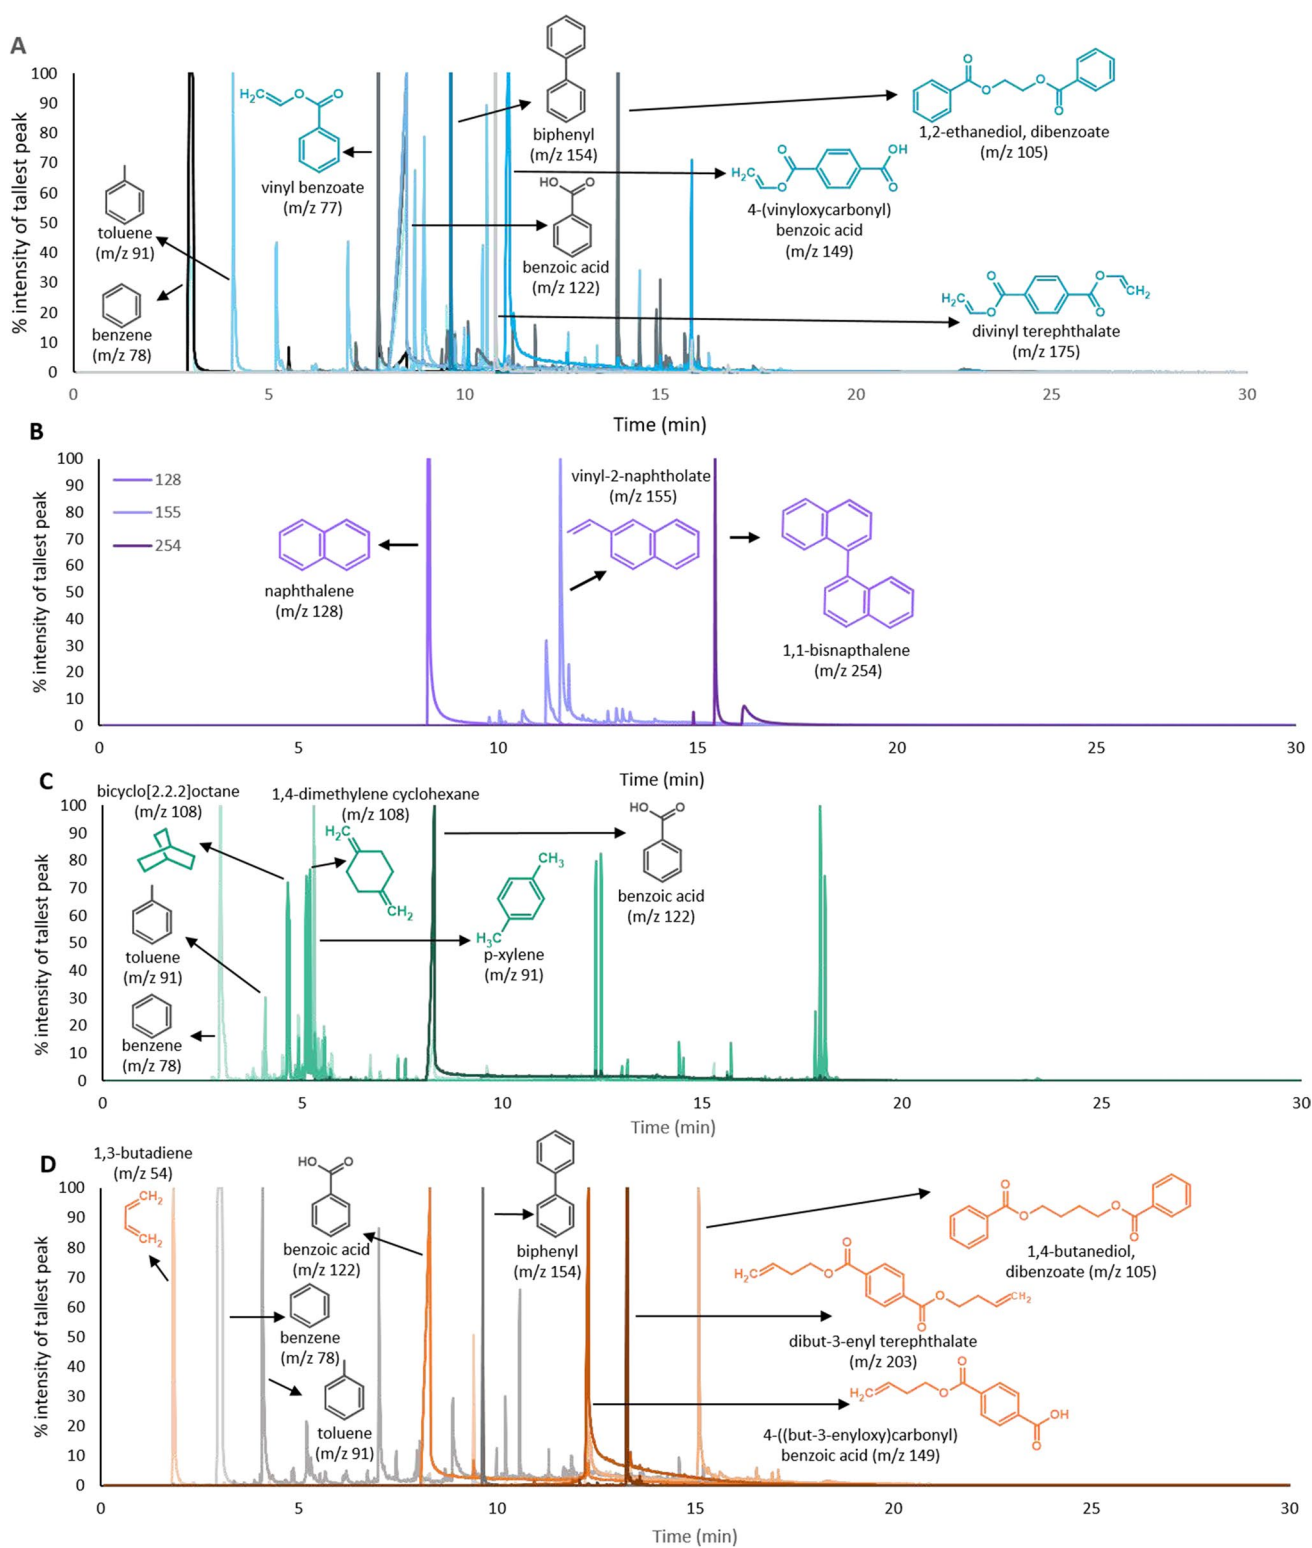 A
% intensity of tallest peak
100
90
80
70
60
50
40
30
20
10
0
0
5
10
15
20
25
30
Time (min)
H₂C
O
O
vinyl benzoate
(m/z 77)
toluene
(m/z 91)
benzene
(m/z 78)
biphenyl
(m/z 154)
HO
O
benzoic acid
(m/z 122)
O
O
O
O
1,2-ethanediol, dibenzoate
(m/z 105)
H₂C
O
O
OH
O
4-(vinyloxycarbonyl)
benzoic acid
(m/z 149)
H₂C
O
O
O
O
CH₂
divinyl terephthalate
(m/z 175)
B
% intensity of tallest peak
100
90
80
70
60
50
40
30
20
10
0
0
5
10
15
20
25
30
Time (min)
128
155
254
naphthalene
(m/z 128)
vinyl-2-naphtholate
(m/z 155)
1,1-bisnapthalene
(m/z 254)
C
% intensity of tallest peak
100
90
80
70
60
50
40
30
20
10
0
0
5
10
15
20
25
30
Time (min)
bicyclo[2.2.2]octane
(m/z 108)
toluene
(m/z 91)
benzene
(m/z 78)
1,4-dimethylene cyclohexane
(m/z 108)
H₂C
CH₂
CH₃
H₃C
p-xylene
(m/z 91)
HO
O
benzoic acid
(m/z 122)
D
% intensity of tallest peak
100
90
80
70
60
50
40
30
20
10
0
0
5
10
15
20
25
30
Time (min)
1,3-butadiene
(m/z 54)
CH₂
CH₂
HO
O
benzoic acid
(m/z 122)
benzene
(m/z 78)
toluene
(m/z 91)
biphenyl
(m/z 154)
O
O
O
O
1,4-butanediol,
dibenzoate (m/z 105)
H₂C
O
O
O
O
CH₂
dibut-3-enyl terephthalate
(m/z 203)
H₂C
O
O
OH
O
4-((but-3-enyloxy)carbonyl)
benzoic acid (m/z 149)